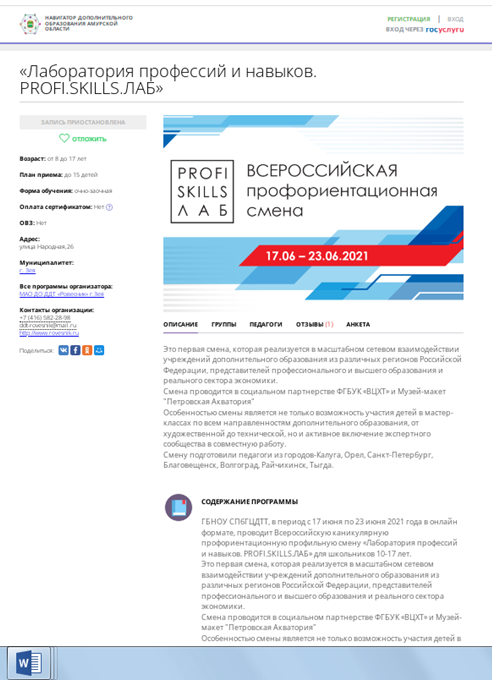 НАВИГАТОР ДОПОЛНИТЕЛЬНОГО
ОБРАЗОВАНИЯ АМУРСКОЙ
ОБЛАСТИ
РЕГИСТРАЦИЯ | ВХОД
ВХОД ЧЕРЕЗ госуслуги
«Лаборатория профессий и навыков.
PROFI.SKILLS.ЛАБ»
ЗАПИСЬ ПРИОСТАНОВЛЕНА
ОТЛОЖИТЬ
Возраст: от 8 до 17 лет
План приема: до 15 детей
Форма обучения: очно-заочная
Оплата сертификатом: Нет (?)
ОВЗ: Нет
Адрес:
улица Народная,26
Муниципалитет:
г. Зея
Все программы организатора:
МАО ДО ДДТ «Ровесник» г.Зея
Контакты организации:
+7 (416) 582-28-98
ddt-rovesnik@mail.ru
http://www.rovesnik.ru
Поделиться:
PROFI
SKILLS
ΛАБ
ВСЕРОССИЙСКАЯ
профориентационная
смена
17.06 – 23.06.2021
ОПИСАНИЕ ГРУППЫ ПЕДАГОГИ ОТЗЫВЫ (1) АНКЕТА
Это первая смена, которая реализуется в масштабном сетевом взаимодействии
учреждений дополнительного образования из различных регионов Российской
Федерации, представителей профессионального и высшего образования и
реального сектора экономики.
Смена проводится в социальном партнерстве ФГБУК «ВЦХТ» и Музей-макет
"Петровская Акватория"
Особенностью смены является не только возможность участия детей в мастер-
классах по всем направлениям дополнительного образования, от
художественной до технической, но и активное включение экспертного
сообщества в совместную работу.
Смену подготовили педагоги из городов-Калуга, Орел, Санкт-Петербург,
Благовещенск, Волгоград, Райчихинск, Тыгда.
СОДЕРЖАНИЕ ПРОГРАММЫ
ГБНОУ СПбГЦДТТ, в период с 17 июня по 23 июня 2021 года в онлайн
формате, проводит Всероссийскую каникулярную
профориентационную профильную смену «Лаборатория профессий
и навыков. PROFI.SKILLS.ЛАБ» для школьников 10-17 лет.
Это первая смена, которая реализуется в масштабном сетевом
взаимодействии учреждений дополнительного образования из
различных регионов Российской Федерации, представителей
профессионального и высшего образования и реального сектора
экономики.
Смена проводится в социальном партнерстве ФГБУК «ВЦХТ» и Музей-
макет "Петровская Акватория"
Особенностью смены является не только возможность участия детей в
W